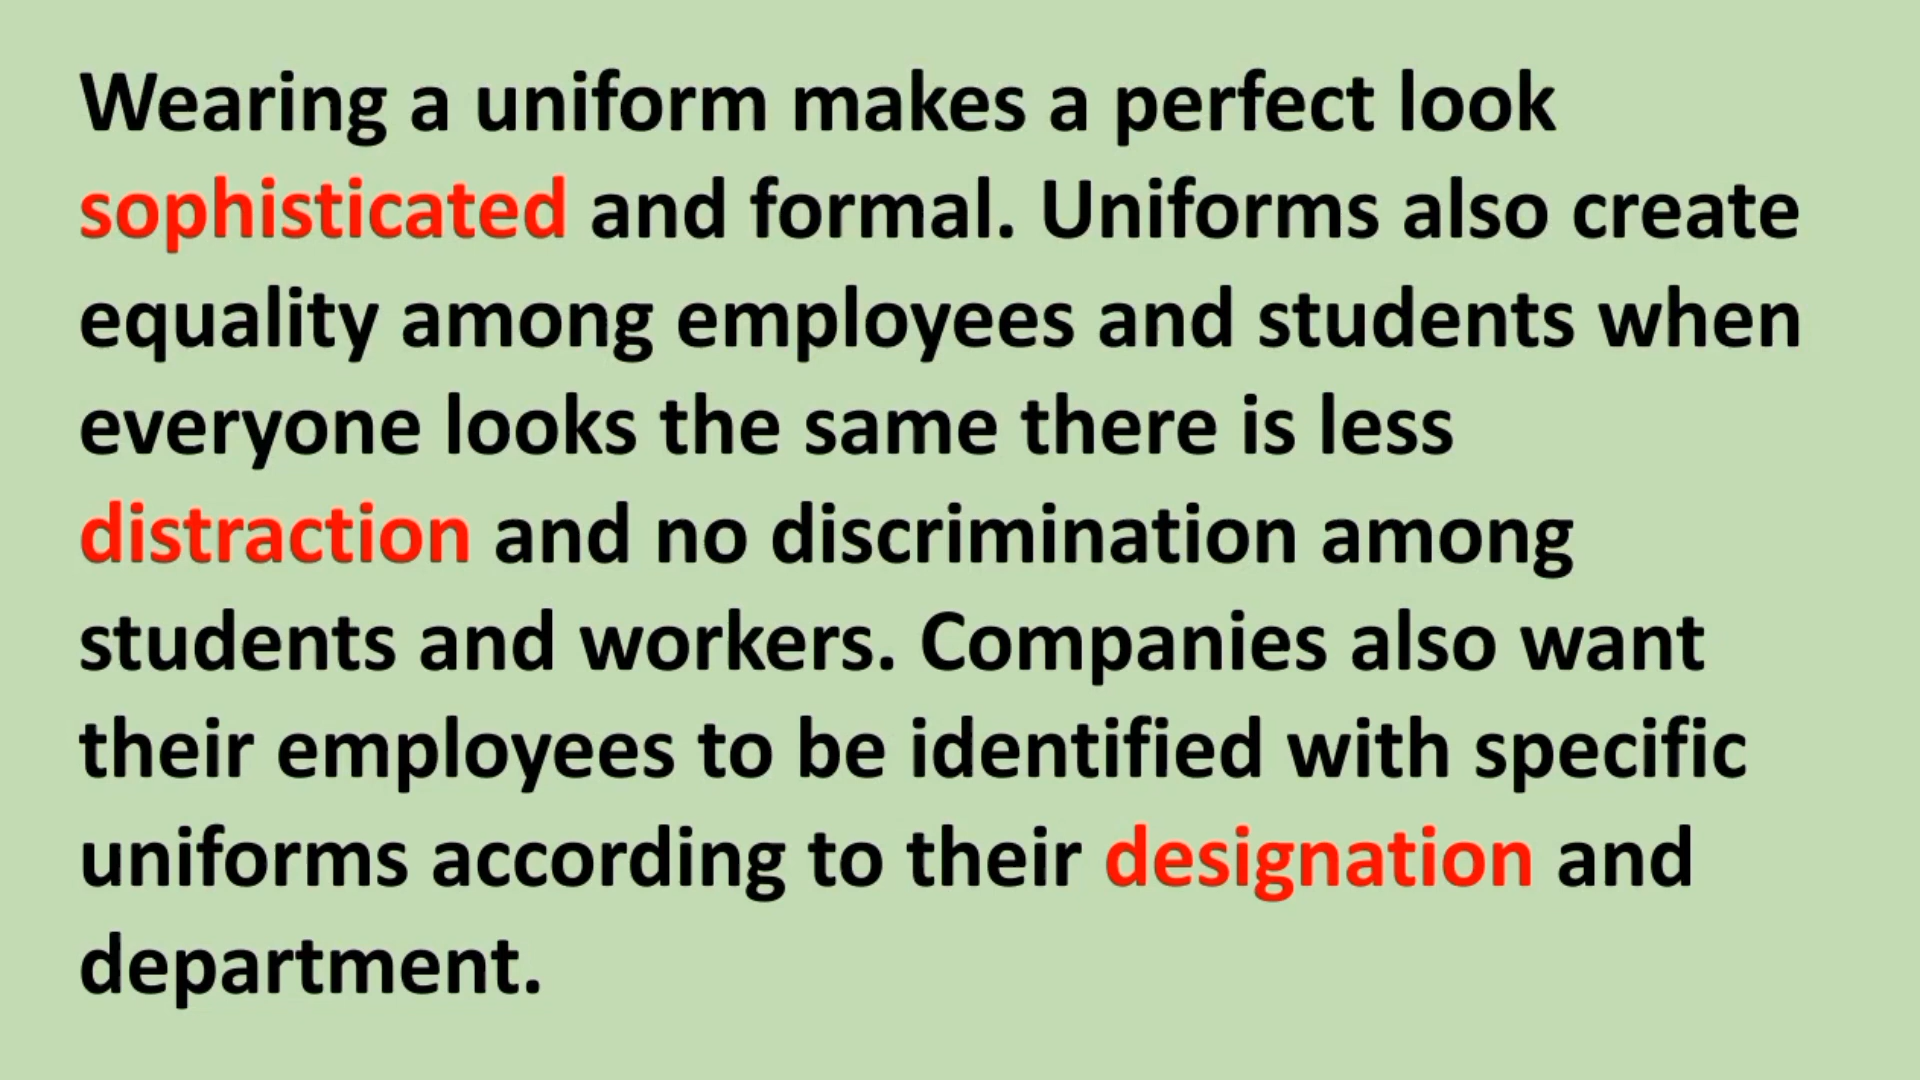 Wearing a uniform makes a perfect look
sophisticated and formal. Uniforms also create
equality among employees and students when
everyone looks the same there is less
distraction and no discrimination among
students and workers. Companies also want
their employees to be identified with specific
uniforms according to their designation and
department.